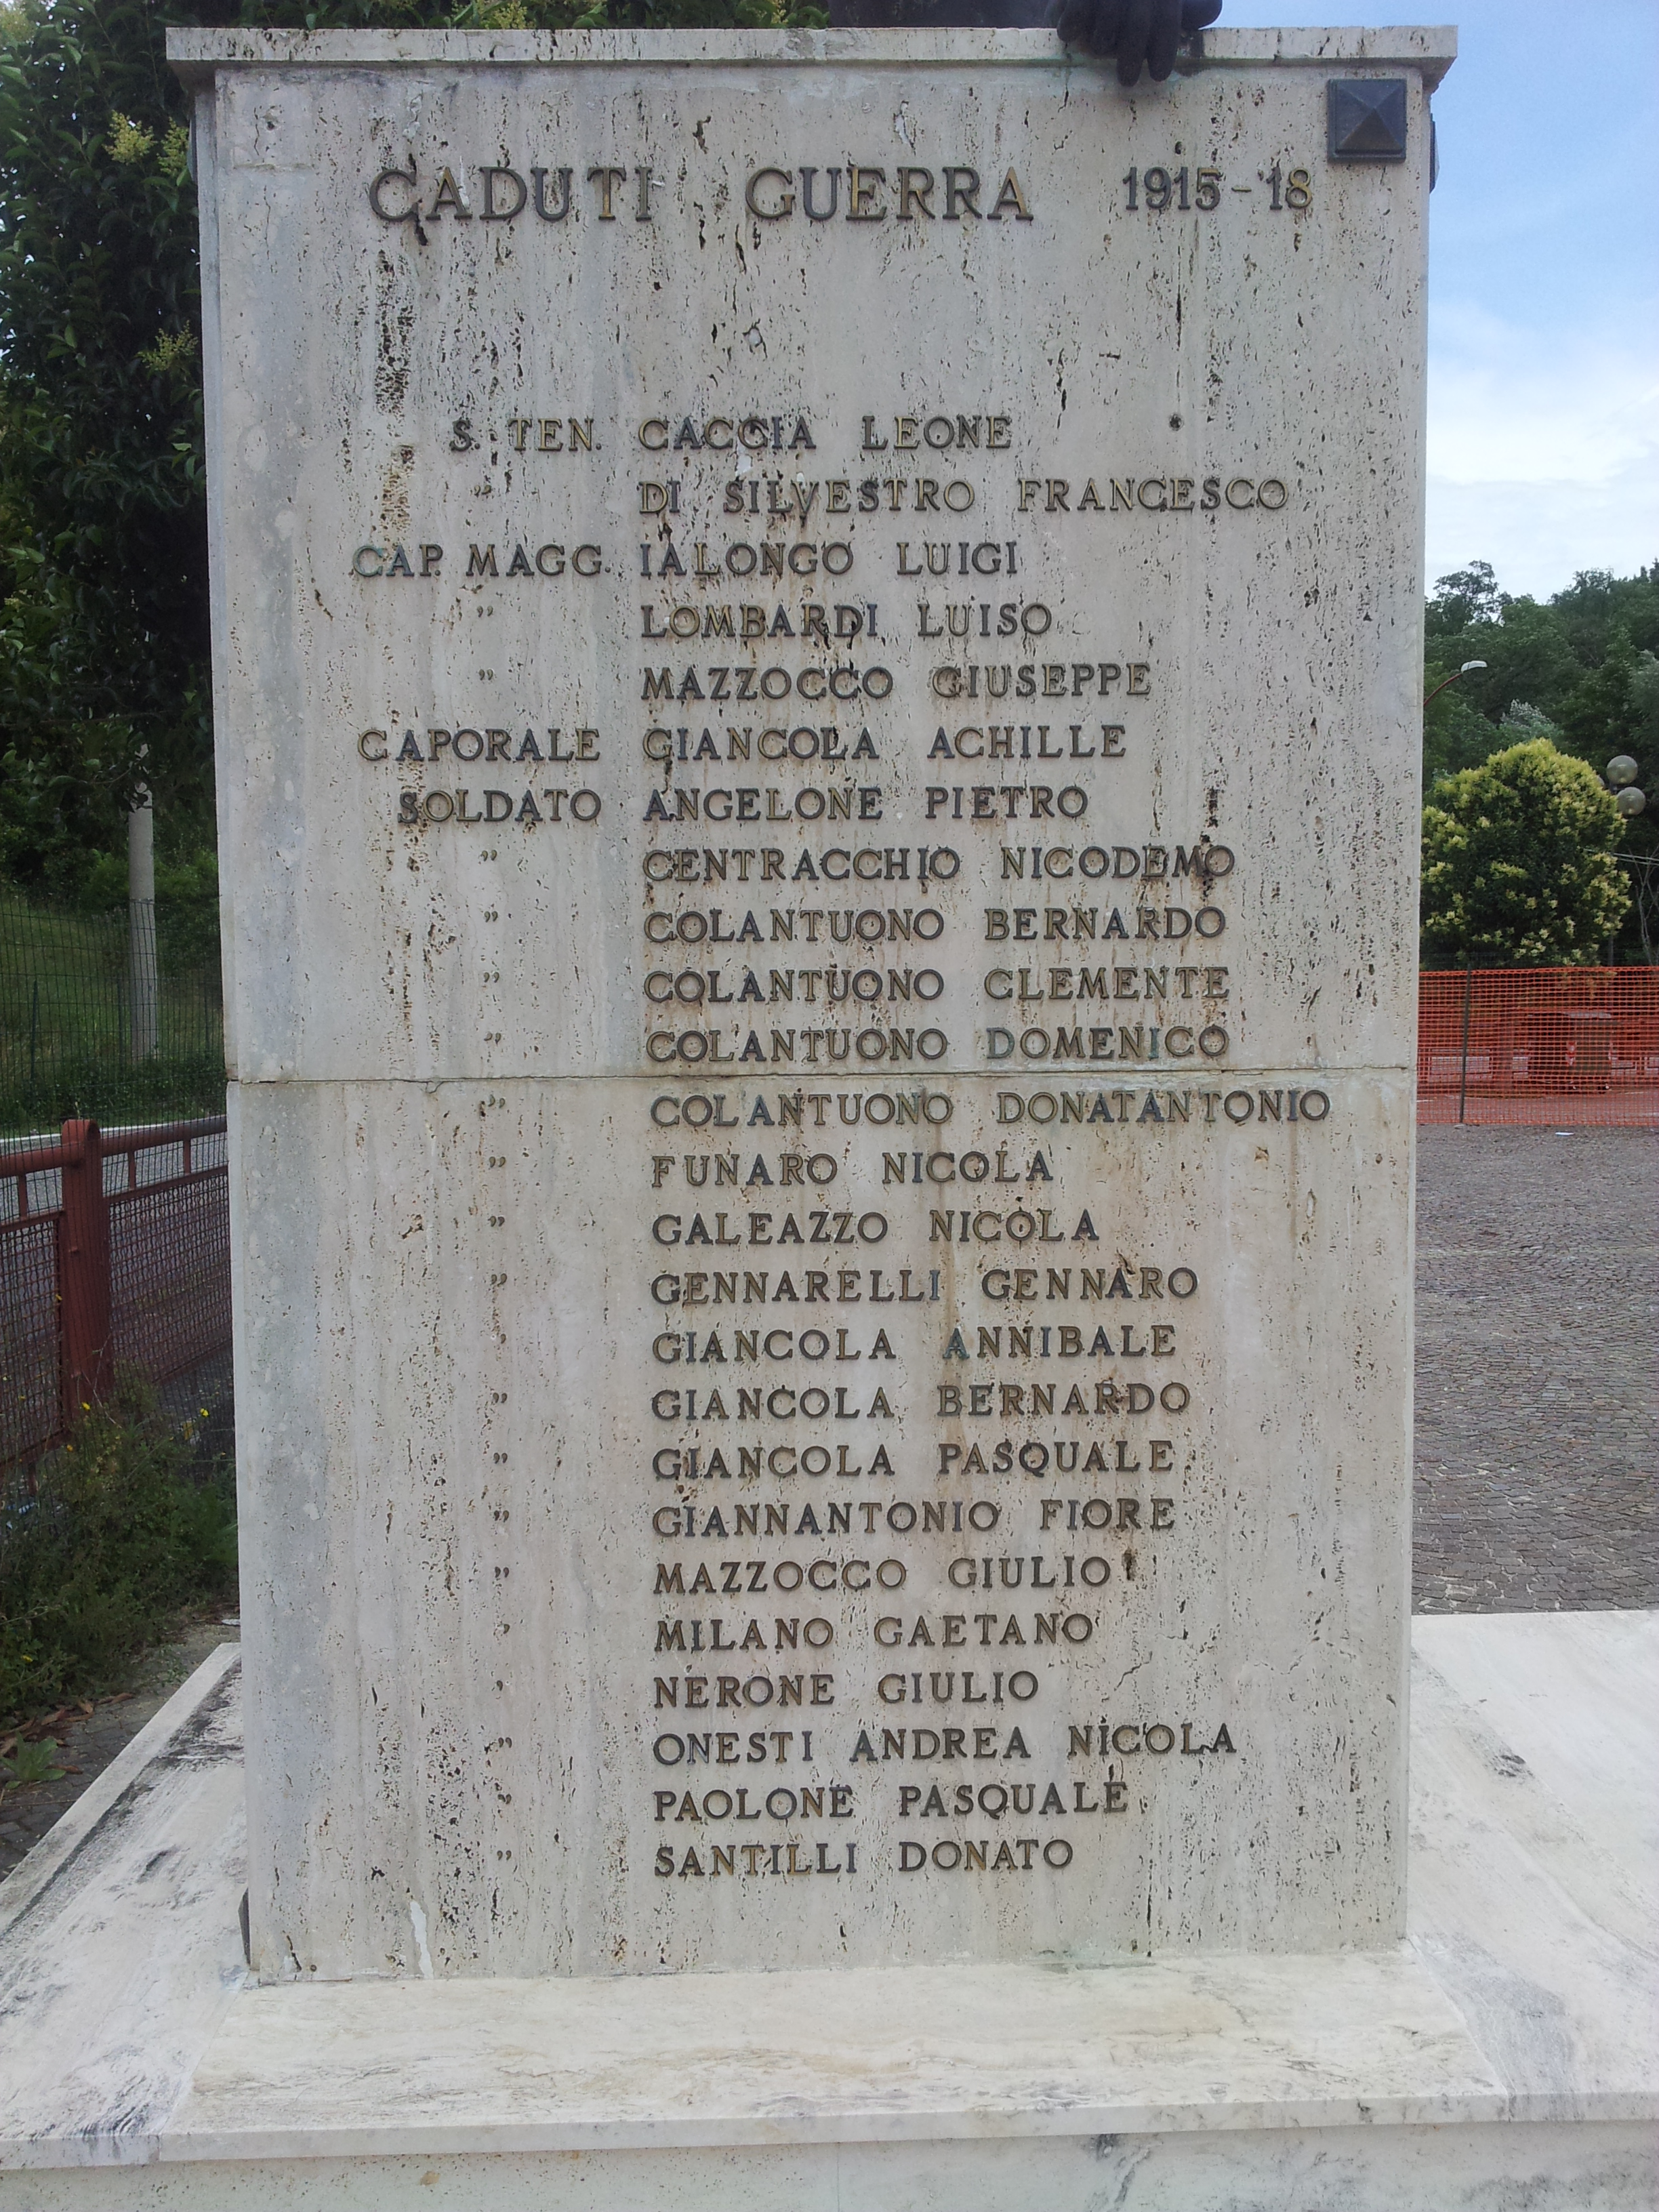 CADUTI GUERRA 1915-18
S. TEN. CACCIA LEONE
" DI SILVESTRO FRANCESCO
CAP. MAGG. IALONGO LUIGI
" LOMBARDI LUISO
" MAZZOCCO GIUSEPPE
CAPORALE GIANCOLA ACHILLE
SOLDATO ANGELONE PIETRO
" CENTRACCHIO NICODEMO
" COLANTUONO BERNARDO
" COLANTUONO CLEMENTE
" COLANTUONO DOMENICO
" COLANTUONO DONATANTONIO
" FUNARO NICOLA
" GALEAZZO NICOLA
" GENNARELLI GENNARO
" GIANCOLA ANNIBALE
" GIANCOLA BERNARDO
" GIANCOLA PASQUALE
" GIANNANTONIO FIORE
" MAZZOCCO GIULIO
" MILANO GAETANO
" NERONE GIULIO
" ONESTI ANDREA NICOLA
" PAOLONE PASQUALE
" SANTILLI DONATO